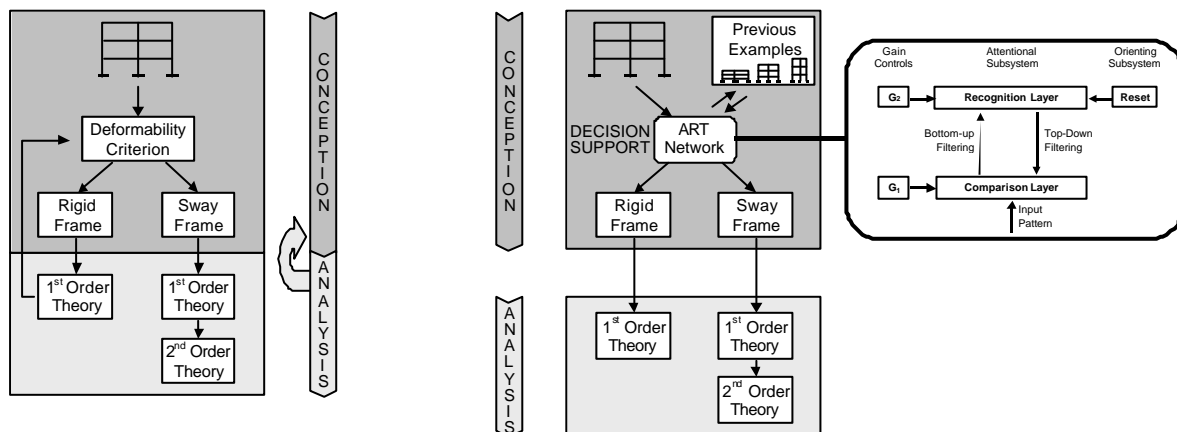 Deformability
Criterion
Rigid
Frame
Sway
Frame
1st Order
Theory
1st Order
Theory
2nd Order
Theory
CONCEPTION
ANALYSIS
CONCEPTION
ANALYSIS
Previous
Examples
DECISION
SUPPORT
ART
Network
Rigid
Frame
Sway
Frame
1st Order
Theory
1st Order
Theory
2nd Order
Theory
Gain
Controls
Attentional
Subsystem
Orienting
Subsystem
G2
Recognition Layer
Reset
Bottom-up
Filtering
Top-Down
Filtering
G1
Comparison Layer
Input
Pattern